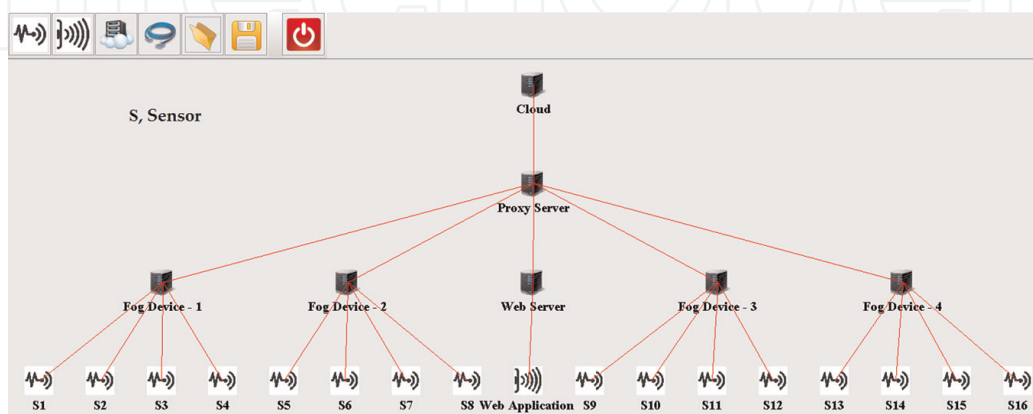 S, Sensor
Cloud
Proxy Server
Fog Device - 1
Fog Device - 2
Web Server
Fog Device - 3
Fog Device - 4
S1
S2
S3
S4
S5
S6
S7
S8
Web Application
S9
S10
S11
S12
S13
S14
S15
S16